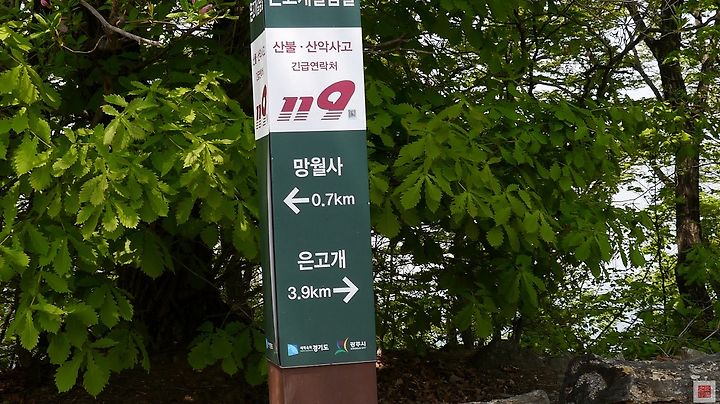 산불 · 산악사고
긴급연락처
119
망월사
← 0.7km
은고개
3.9km →
경기도 광주시